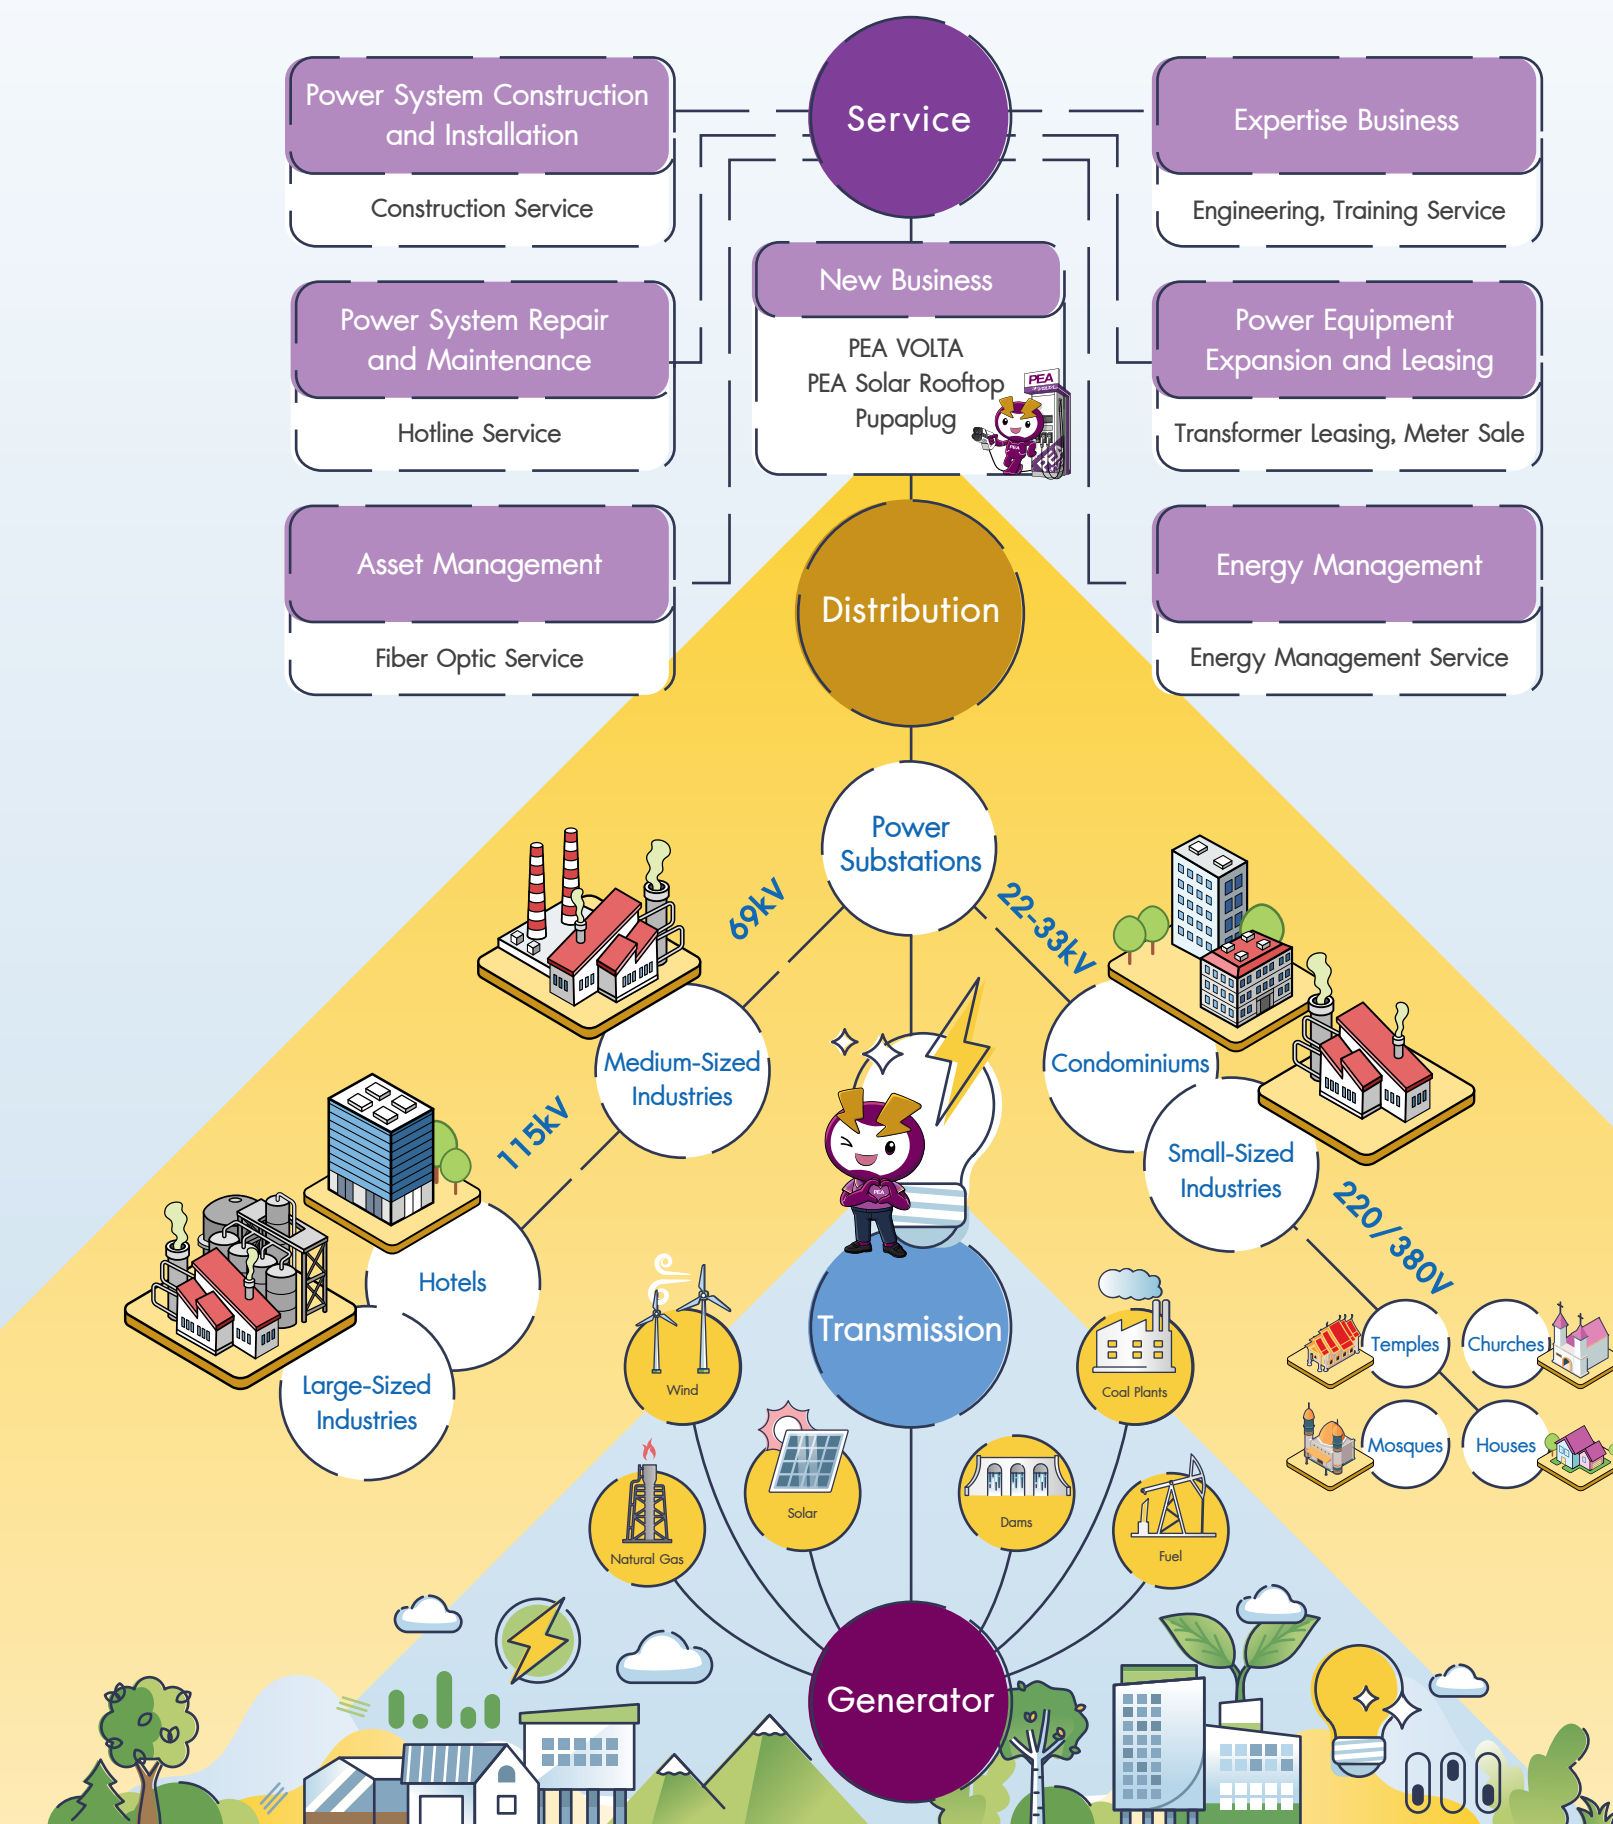 Service
Power System Construction
and Installation
Construction Service
Expertise Business
Engineering, Training Service
New Business
PEA VOLTA
PEA Solar Rooftop
Pupaplug
PEA
PEA
PEA
Power System Repair
and Maintenance
Hotline Service
Power Equipment
Expansion and Leasing
Transformer Leasing, Meter Sale
Asset Management
Fiber Optic Service
Energy Management
Energy Management Service
Distribution
Power
Substations
69kV
22-33kV
Medium-Sized
Industries
Condominiums
115kV
Small-Sized
Industries
PEA
220/380V
Hotels
Large-Sized
Industries
Transmission
Temples
Churches
Mosques
Houses
Wind
Coal Plants
Solar
Dams
Natural Gas
Fuel
Generator